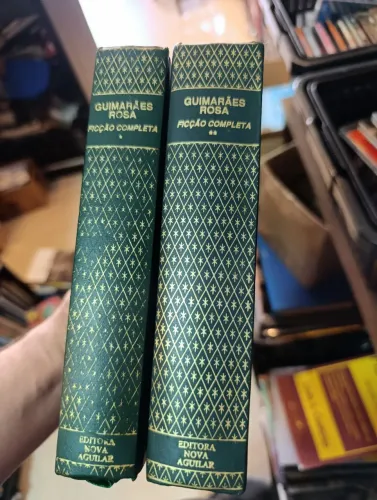 GUIMARÃES
ROSA
FICÇÃO COMPLETA
*
EDITORA
NOVA
AGUILAR
GUIMARÃES
ROSA
FICÇÃO COMPLETA
**
EDITORA
NOVA
AGUILAR